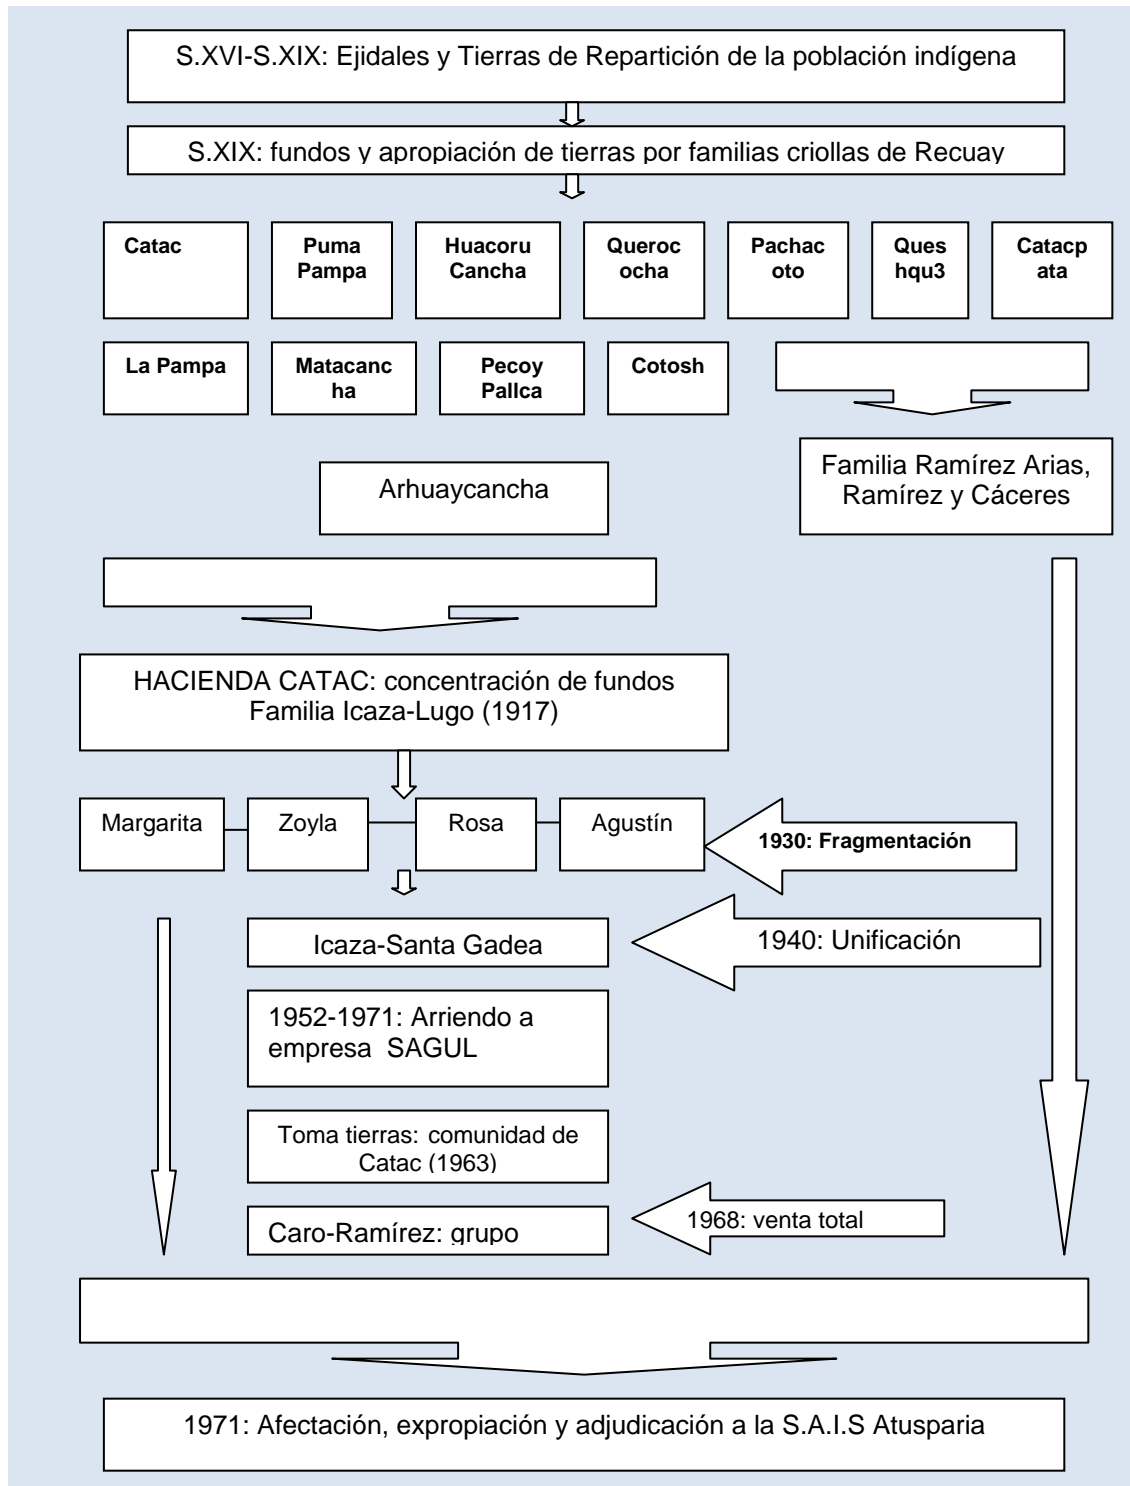 S.XVI-S.XIX: Ejidales y Tierras de Repartición de la población indígena
S.XIX: fundos y apropiación de tierras por familias criollas de Recuay
Catac
Puma
Pampa
Huacoru
Cancha
Queroc
ocha
Pachac
oto
Ques
hqu3
Catacp
ata
La Pampa
Matacanc
ha
Pecoy
Pallca
Cotosh
Familia Ramírez Arias,
Ramírez y Cáceres
Arhuaycancha
HACIENDA CATAC: concentración de fundos
Familia Icaza-Lugo (1917)
Margarita
Zoyla
Rosa
Agustín
1930: Fragmentación
Icaza-Santa Gadea
1940: Unificación
1952-1971: Arriendo a
empresa SAGUL
Toma tierras: comunidad de
Catac (1963)
Caro-Ramírez: grupo
1968: venta total
1971: Afectación, expropiación y adjudicación a la S.A.I.S Atusparia